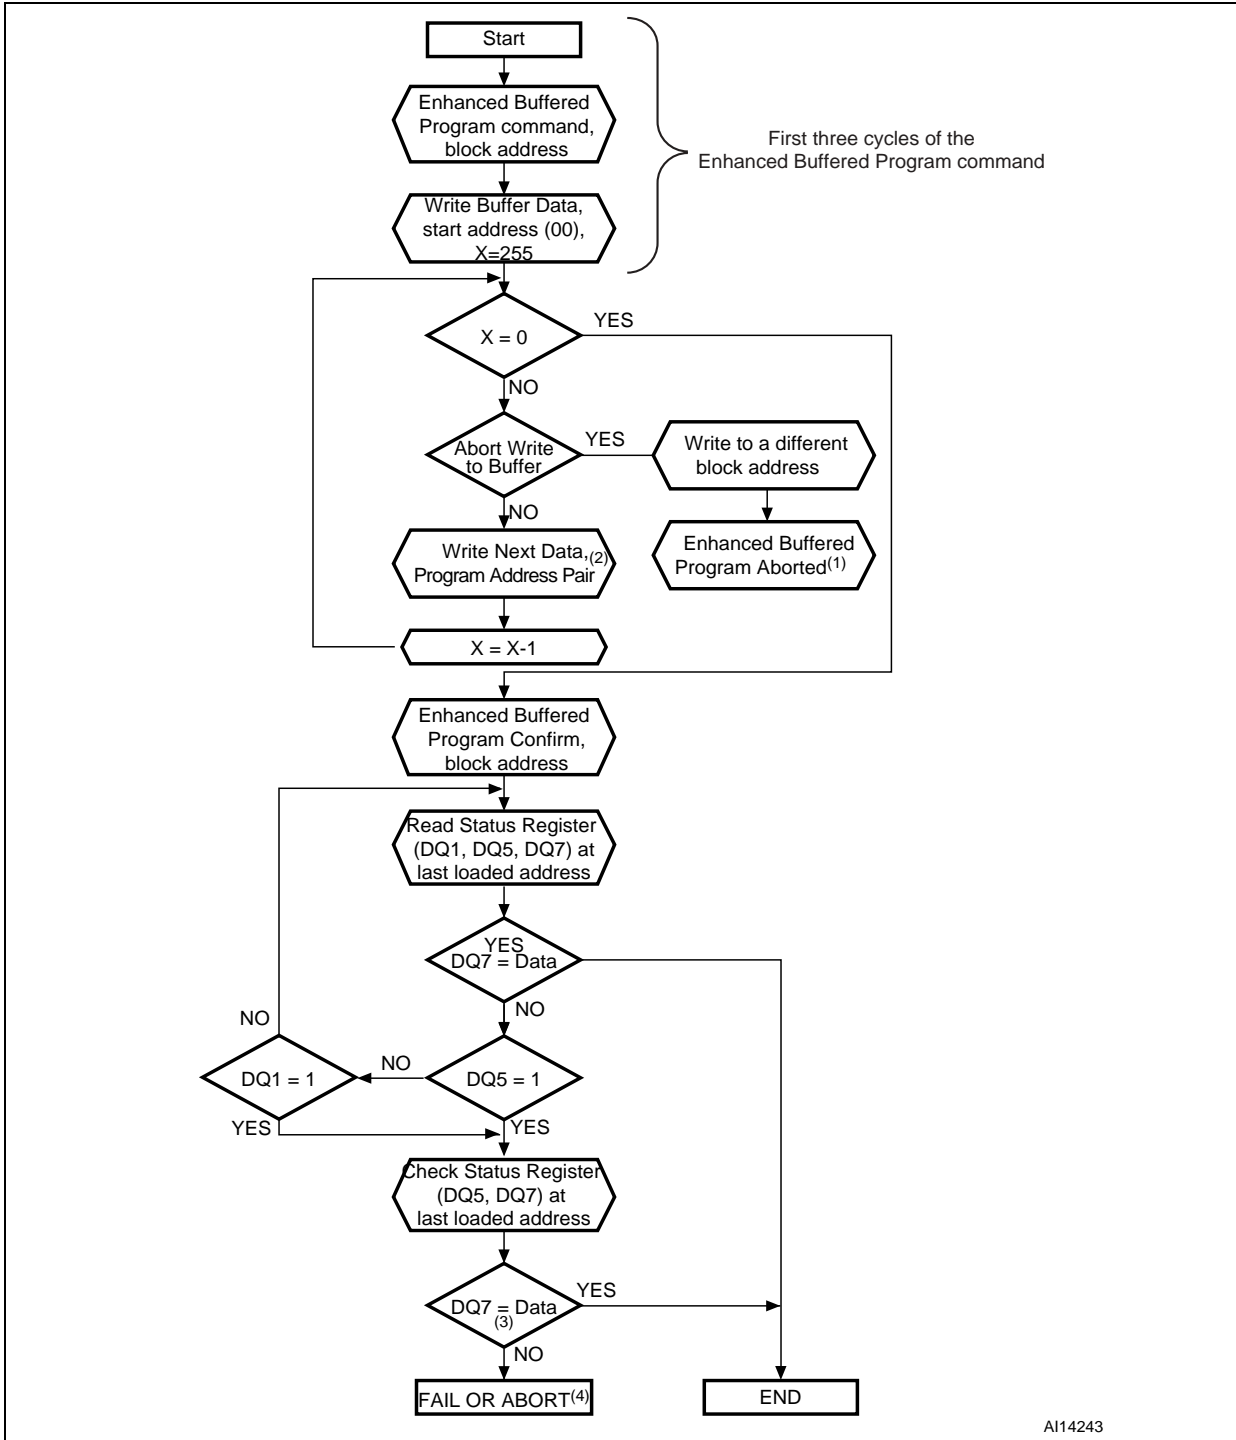 Start
Enhanced Buffered
Program command,
block address
First three cycles of the
Enhanced Buffered Program command
Write Buffer Data,
start address (00),
X=255
YES
X = 0
NO
Abort Write
to Buffer
YES
Write to a different
block address
NO
Write Next Data,(2)
Program Address Pair
Enhanced Buffered
Program Aborted(1)
X = X-1
Enhanced Buffered
Program Confirm,
block address
Read Status Register
(DQ1, DQ5, DQ7) at
last loaded address
YES
DQ7 = Data
NO
NO
DQ1 = 1
NO
DQ5 = 1
YES
YES
Check Status Register
(DQ5, DQ7) at
last loaded address
YES
DQ7 = Data
(3)
NO
FAIL OR ABORT(4)
END
AI14243